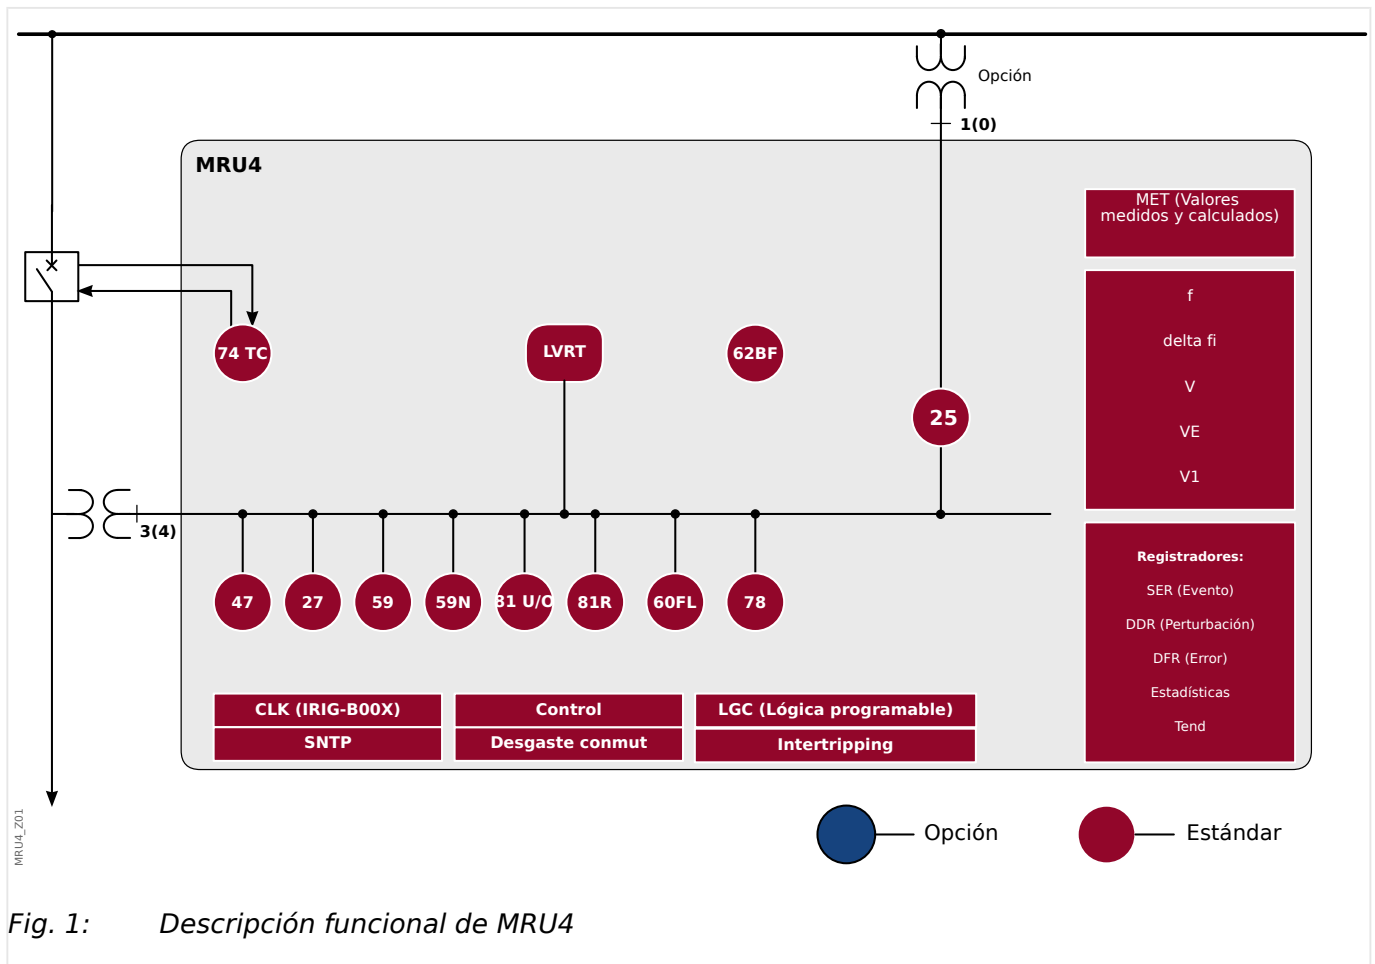 Opción
1(0)
MRU4
MET (Valores
medidos y calculados)
f
delta fi
V
VE
V1
74 TC
LVRT
62BF
25
3(4)
47
27
59
59N
81 U/O
81R
60FL
78
Registradores:
SER (Evento)
DDR (Perturbación)
DFR (Error)
Estadísticas
Tend
CLK (IRIG-B00X)
SNTP
Control
Desgaste conmut
LGC (Lógica programable)
Intertripping
MRU4_Z01
Opción
Estándar
Fig. 1: Descripción funcional de MRU4